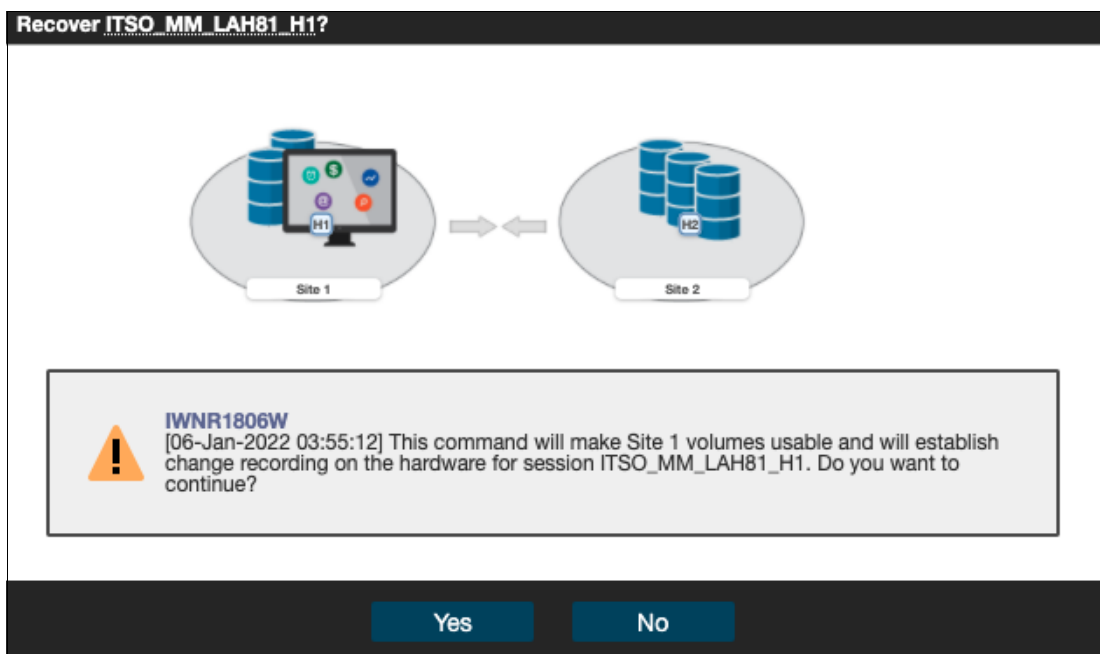 Recover ITSO_MM_LAH81_H1?
H1
H2
Site 1
Site 2
IWNR1806W
[06-Jan-2022 03:55:12] This command will make Site 1 volumes usable and will establish
change recording on the hardware for session ITSO_MM_LAH81_H1. Do you want to
continue?
Yes
No